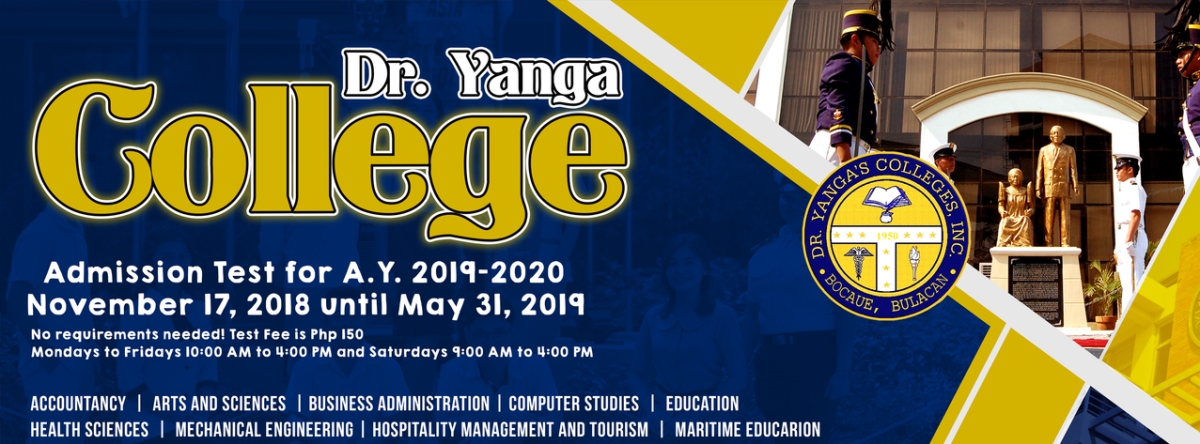 Dr. Yanga
College
Admission Test for A.Y. 2019-2020
November 17, 2018 until May 31, 2019
No requirements needed! Test Fee is Php 150
Mondays to Fridays 10:00 AM to 4:00 PM and Saturdays 9:00 AM to 4:00 PM
ACCOUNTANCY | ARTS AND SCIENCES | BUSINESS ADMINISTRATION | COMPUTER STUDIES | EDUCATION
HEALTH SCIENCES | MECHANICAL ENGINEERING | HOSPITALITY MANAGEMENT AND TOURISM | MARITIME EDUCARION
DR. YANGA'S COLLEGES, INC.
1950
BOCAUE, BULACAN